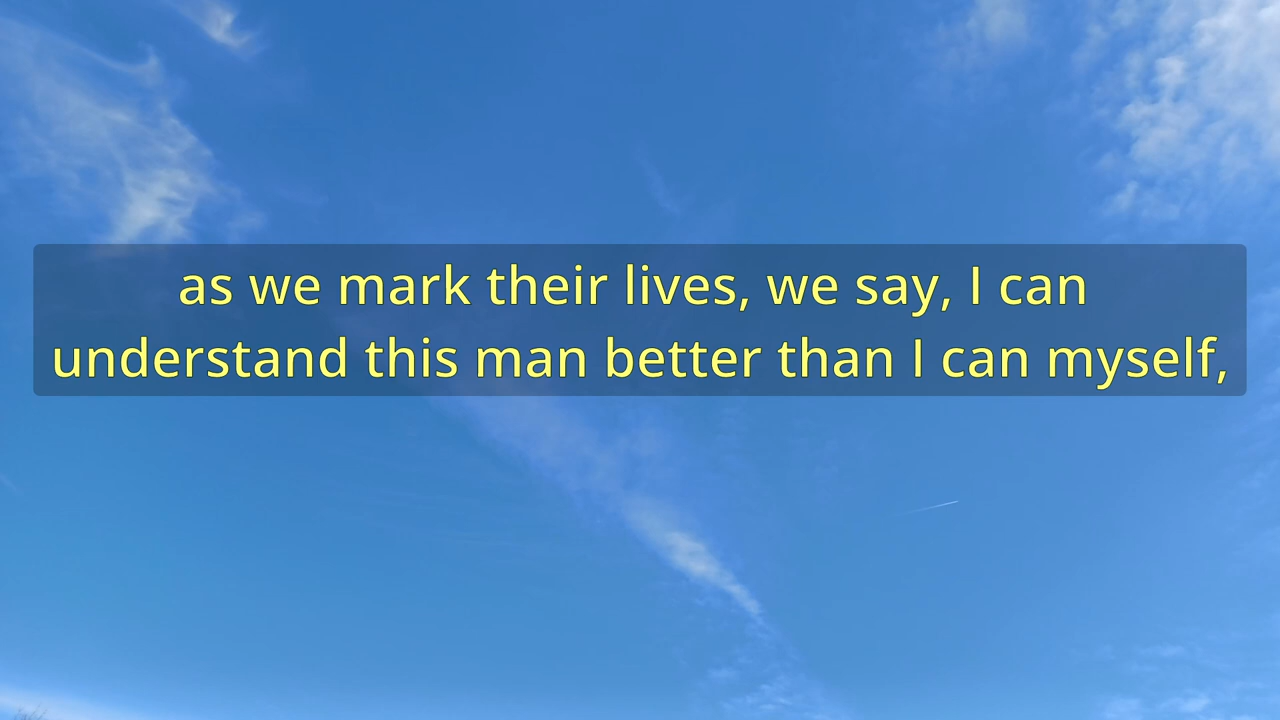 as we mark their lives, we say, I can
understand this man better than I can myself,